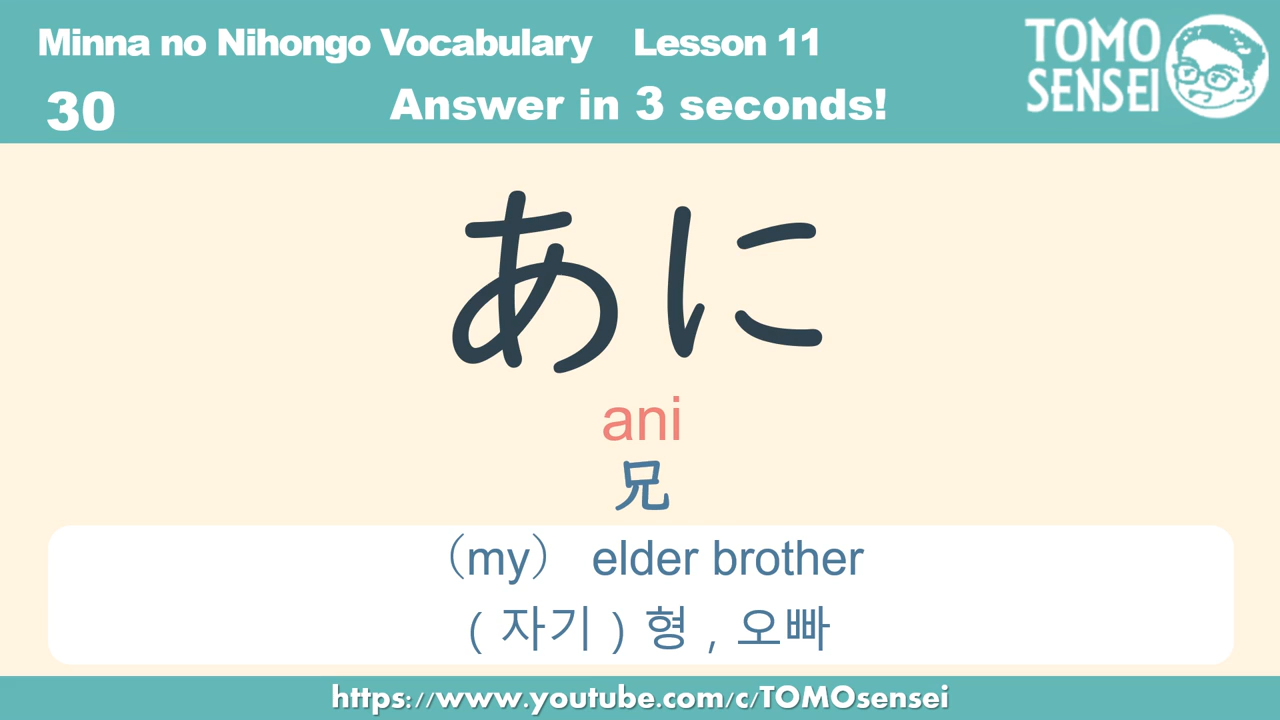 Minna no Nihongo Vocabulary Lesson 11
TOMO SENSEI
30
Answer in 3 seconds!
あに
ani
兄
（my） elder brother
( 자기 ) 형 , 오빠
https://www.youtube.com/c/TOMOsensei